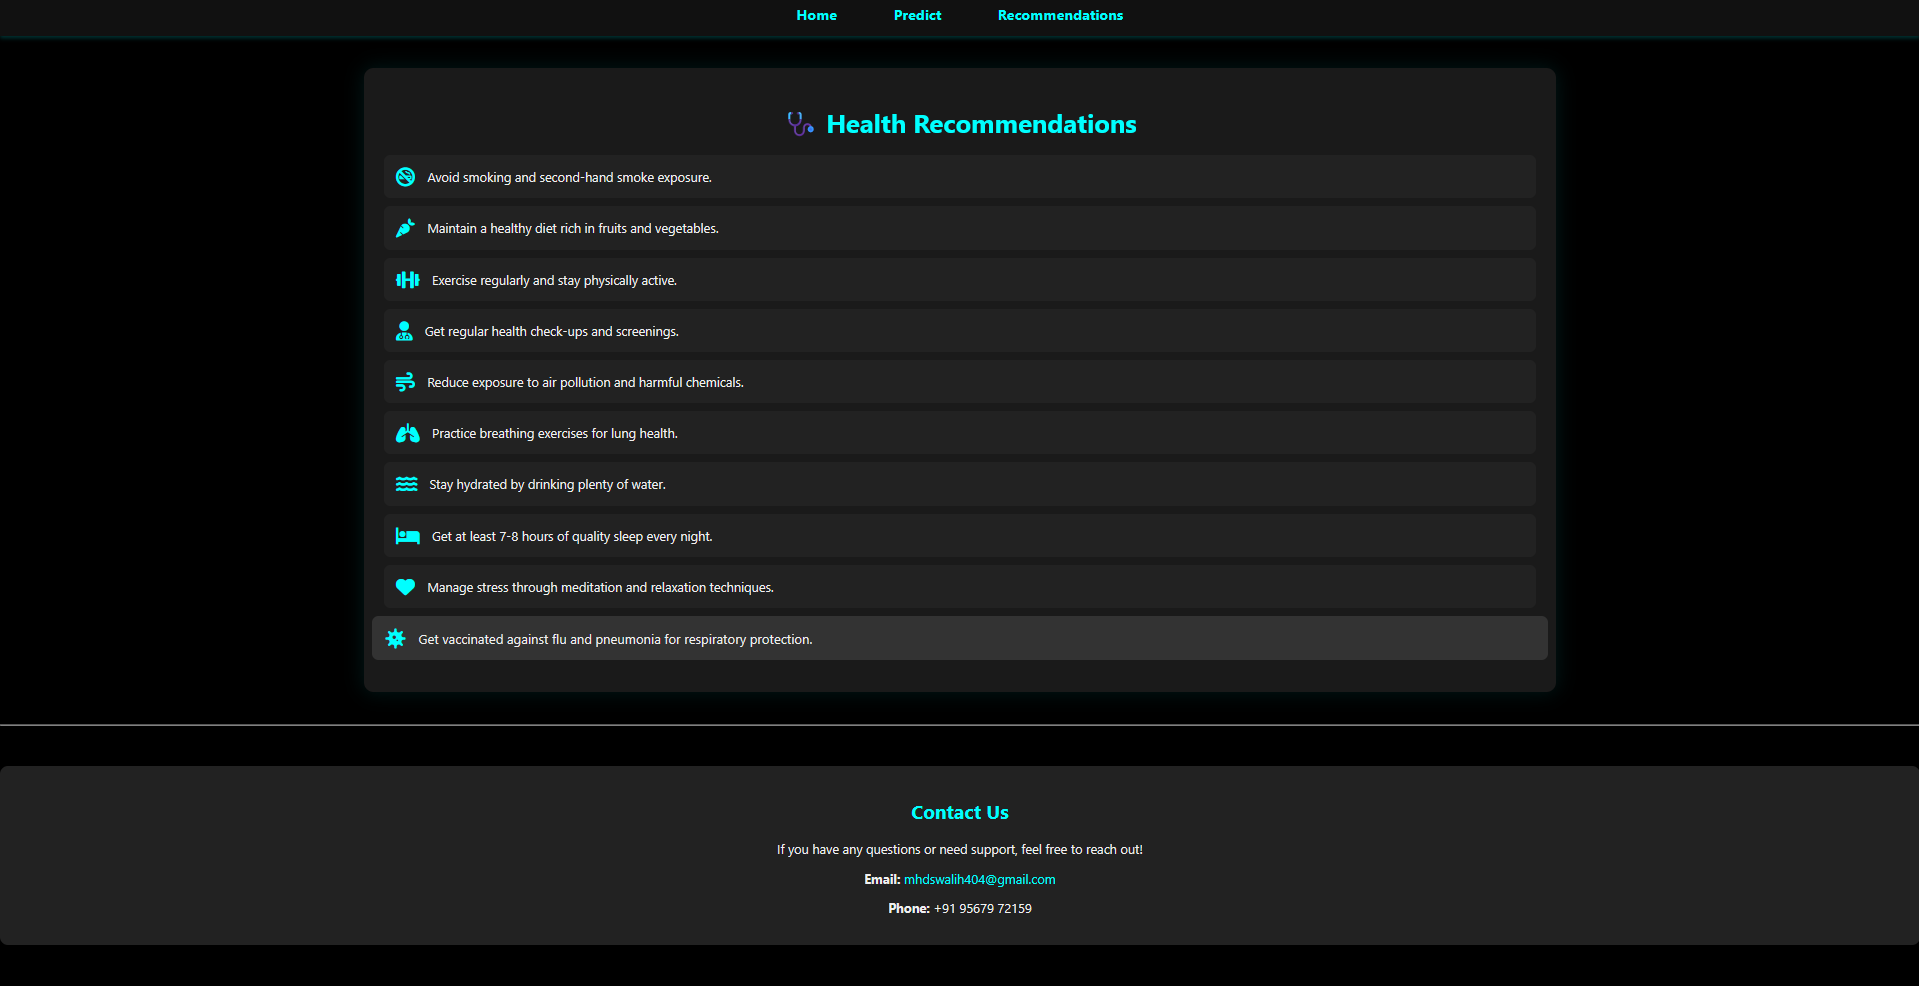 Home Predict Recommendations
Health Recommendations
Avoid smoking and second-hand smoke exposure.
Maintain a healthy diet rich in fruits and vegetables.
Exercise regularly and stay physically active.
Get regular health check-ups and screenings.
Reduce exposure to air pollution and harmful chemicals.
Practice breathing exercises for lung health.
Stay hydrated by drinking plenty of water.
Get at least 7-8 hours of quality sleep every night.
Manage stress through meditation and relaxation techniques.
Get vaccinated against flu and pneumonia for respiratory protection.
Contact Us
If you have any questions or need support, feel free to reach out!
Email: mhdswalih404@gmail.com
Phone: +91 95679 72159